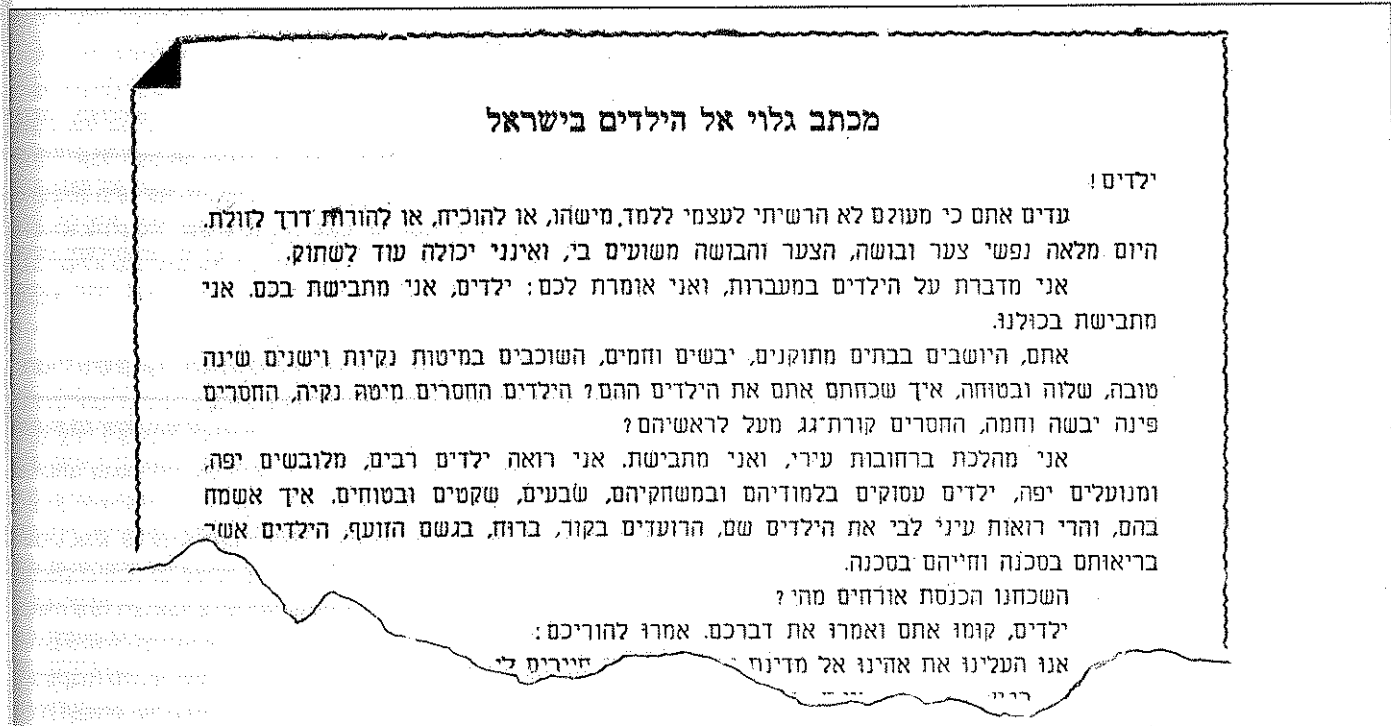 מכתב גלוי אל הילדים בישראל
ילדים!
עדים אתם כי מעולם לא הרשיתי לעצמי ללמד מישהו, או להוכיח, או להורות דרך לזולת.
היום מלאה נפשי צער ובושה, הצער והבושה משועים בי, ואינני יכולה עוד לשתוק.
אני מדברת על הילדים במעברות, ואני אומרת לכם: ילדים, אני מתבישת בכם. אני
מתבישת בכולנו.
אתם, היושבים בבתים מתוקנים, יבשים וחמים, השוכבים במיטות נקיות וישנים שינה
טובה, שלוה ובטוחה, איך שכחתם אתם את הילדים ההם? הילדים החסרים מיטה נקיה, החסרים
פינה יבשה וחמה, החסרים קורת־גג מעל לראשיהם?
אני מהלכת ברחובות עירי, ואני מתבישת. אני רואה ילדים רבים, מלובשים יפה,
ומנועלים יפה, ילדים עסוקים בלמודיהם ובמשחקיהם, שבעים, שקטים ובטוחים. איך אשמח
בהם, והרי רואות עיני לבי את הילדים שם, הרועדים בקור, ברוח, בגשם הזועף, הילדים אשר
בריאותם בסכנה וחייהם בסכנה.
השכחנו הכנסת אורחים מהי?
ילדים, קומו אתם ואמרו את דברכם. אמרו להוריכם:
אנו העלינו את אחינו אל מדינת